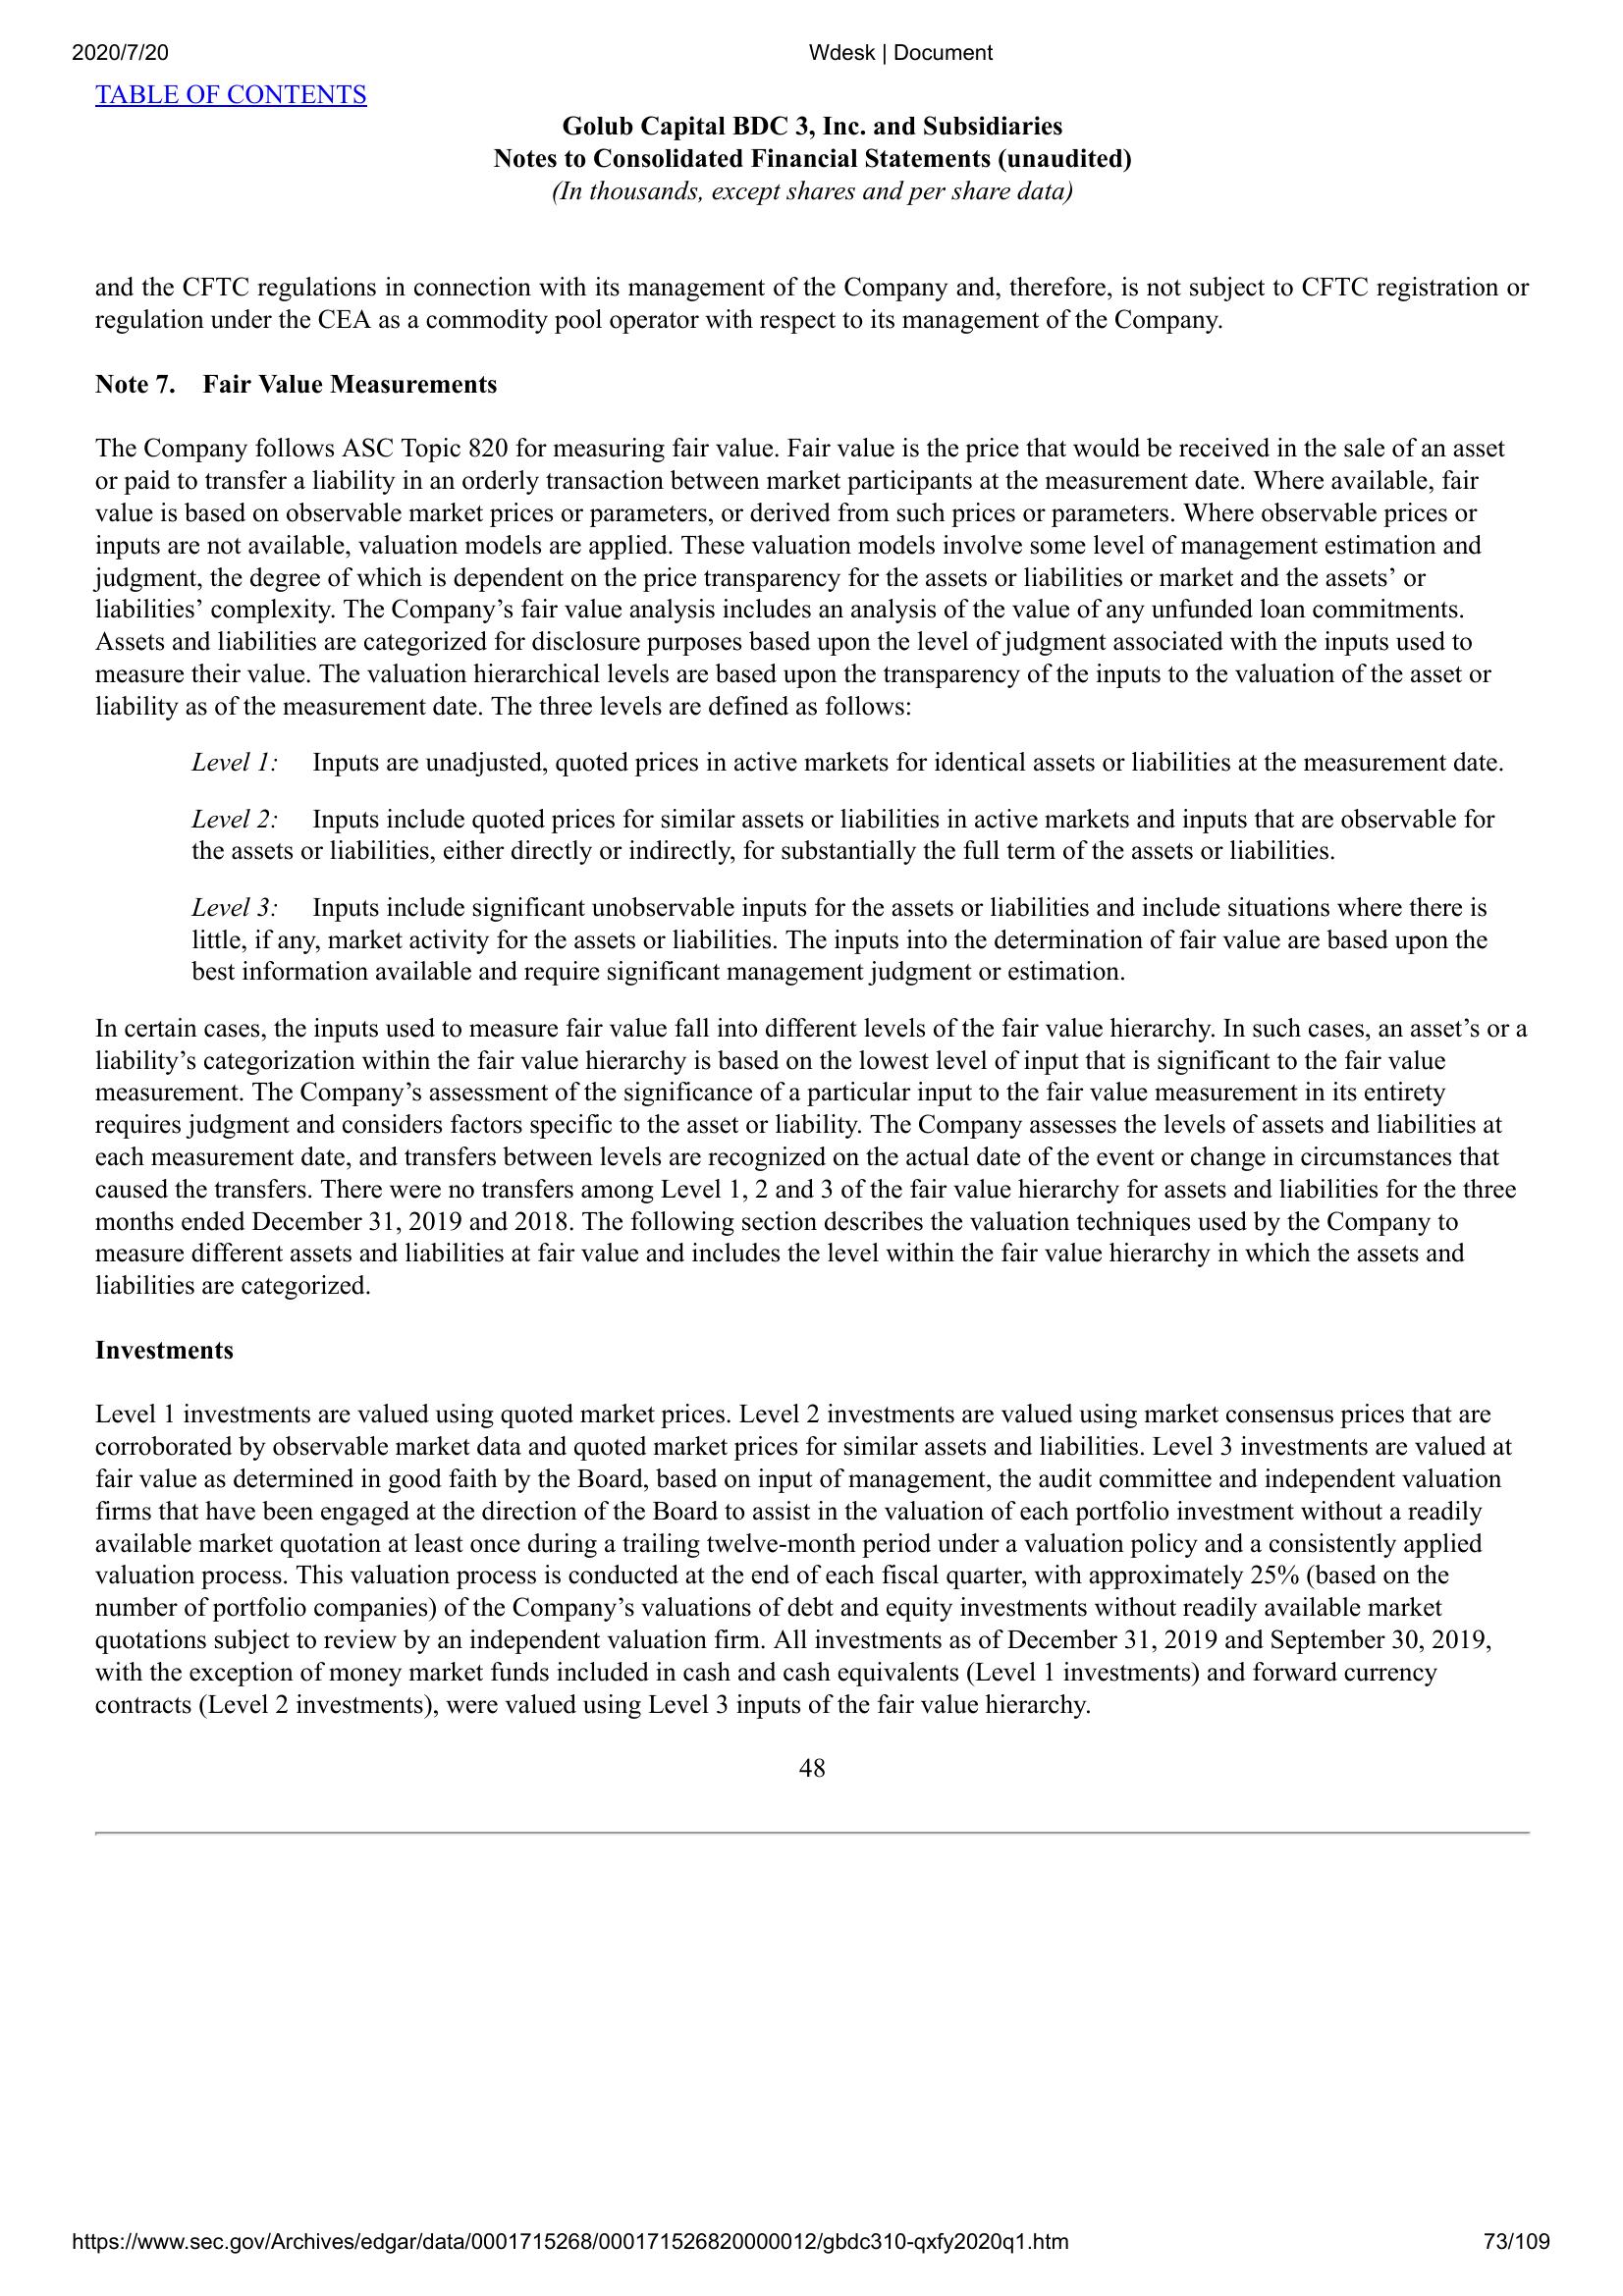 2020/7/20
Wdesk | Document
TABLE OF CONTENTS
Golub Capital BDC 3, Inc. and Subsidiaries
Notes to Consolidated Financial Statements (unaudited)
(In thousands, except shares and per share data)
and the CFTC regulations in connection with its management of the Company and, therefore, is not subject to CFTC registration or
regulation under the CEA as a commodity pool operator with respect to its management of the Company.
Note 7. Fair Value Measurements
The Company follows ASC Topic 820 for measuring fair value. Fair value is the price that would be received in the sale of an asset
or paid to transfer a liability in an orderly transaction between market participants at the measurement date. Where available, fair
value is based on observable market prices or parameters, or derived from such prices or parameters. Where observable prices or
inputs are not available, valuation models are applied. These valuation models involve some level of management estimation and
judgment, the degree of which is dependent on the price transparency for the assets or liabilities or market and the assets’ or
liabilities’ complexity. The Company’s fair value analysis includes an analysis of the value of any unfunded loan commitments.
Assets and liabilities are categorized for disclosure purposes based upon the level of judgment associated with the inputs used to
measure their value. The valuation hierarchical levels are based upon the transparency of the inputs to the valuation of the asset or
liability as of the measurement date. The three levels are defined as follows:
Level 1: Inputs are unadjusted, quoted prices in active markets for identical assets or liabilities at the measurement date.
Level 2: Inputs include quoted prices for similar assets or liabilities in active markets and inputs that are observable for
the assets or liabilities, either directly or indirectly, for substantially the full term of the assets or liabilities.
Level 3: Inputs include significant unobservable inputs for the assets or liabilities and include situations where there is
little, if any, market activity for the assets or liabilities. The inputs into the determination of fair value are based upon the
best information available and require significant management judgment or estimation.
In certain cases, the inputs used to measure fair value fall into different levels of the fair value hierarchy. In such cases, an asset’s or a
liability’s categorization within the fair value hierarchy is based on the lowest level of input that is significant to the fair value
measurement. The Company’s assessment of the significance of a particular input to the fair value measurement in its entirety
requires judgment and considers factors specific to the asset or liability. The Company assesses the levels of assets and liabilities at
each measurement date, and transfers between levels are recognized on the actual date of the event or change in circumstances that
caused the transfers. There were no transfers among Level 1, 2 and 3 of the fair value hierarchy for assets and liabilities for the three
months ended December 31, 2019 and 2018. The following section describes the valuation techniques used by the Company to
measure different assets and liabilities at fair value and includes the level within the fair value hierarchy in which the assets and
liabilities are categorized.
Investments
Level 1 investments are valued using quoted market prices. Level 2 investments are valued using market consensus prices that are
corroborated by observable market data and quoted market prices for similar assets and liabilities. Level 3 investments are valued at
fair value as determined in good faith by the Board, based on input of management, the audit committee and independent valuation
firms that have been engaged at the direction of the Board to assist in the valuation of each portfolio investment without a readily
available market quotation at least once during a trailing twelve-month period under a valuation policy and a consistently applied
valuation process. This valuation process is conducted at the end of each fiscal quarter, with approximately 25% (based on the
number of portfolio companies) of the Company’s valuations of debt and equity investments without readily available market
quotations subject to review by an independent valuation firm. All investments as of December 31, 2019 and September 30, 2019,
with the exception of money market funds included in cash and cash equivalents (Level 1 investments) and forward currency
contracts (Level 2 investments), were valued using Level 3 inputs of the fair value hierarchy.
48
https://www.sec.gov/Archives/edgar/data/0001715268/000171526820000012/gbdc310-qxfy2020q1.htm
73/109